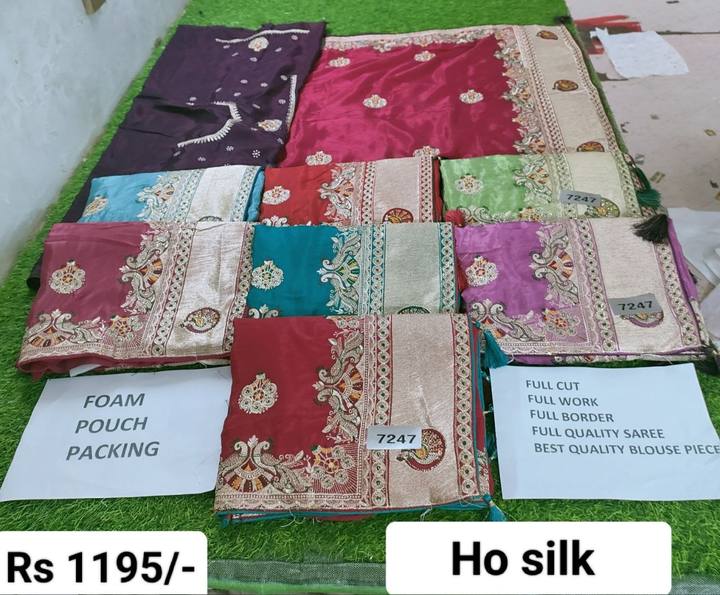 7247
7247
7247
FOAM
POUCH
PACKING
FULL CUT
FULL WORK
FULL BORDER
FULL QUALITY SAREE
BEST QUALITY BLOUSE PIECE
Rs 1195/-
Ho silk